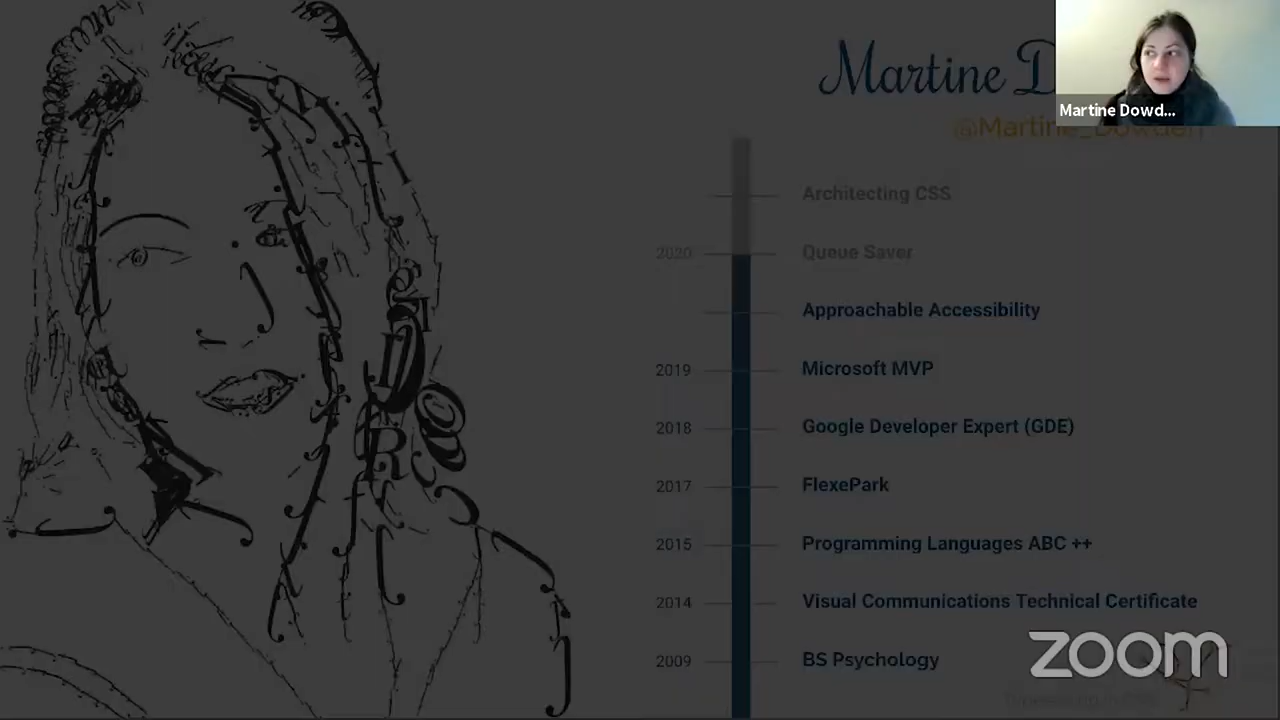 Martine D
Martine Dowd...
@Martine_Dowden
Architecting CSS
2020 Queue Saver
Approachable Accessibility
2019 Microsoft MVP
2018 Google Developer Expert (GDE)
2017 FlexePark
2015 Programming Languages ABC ++
2014 Visual Communications Technical Certificate
2009 BS Psychology
zoom